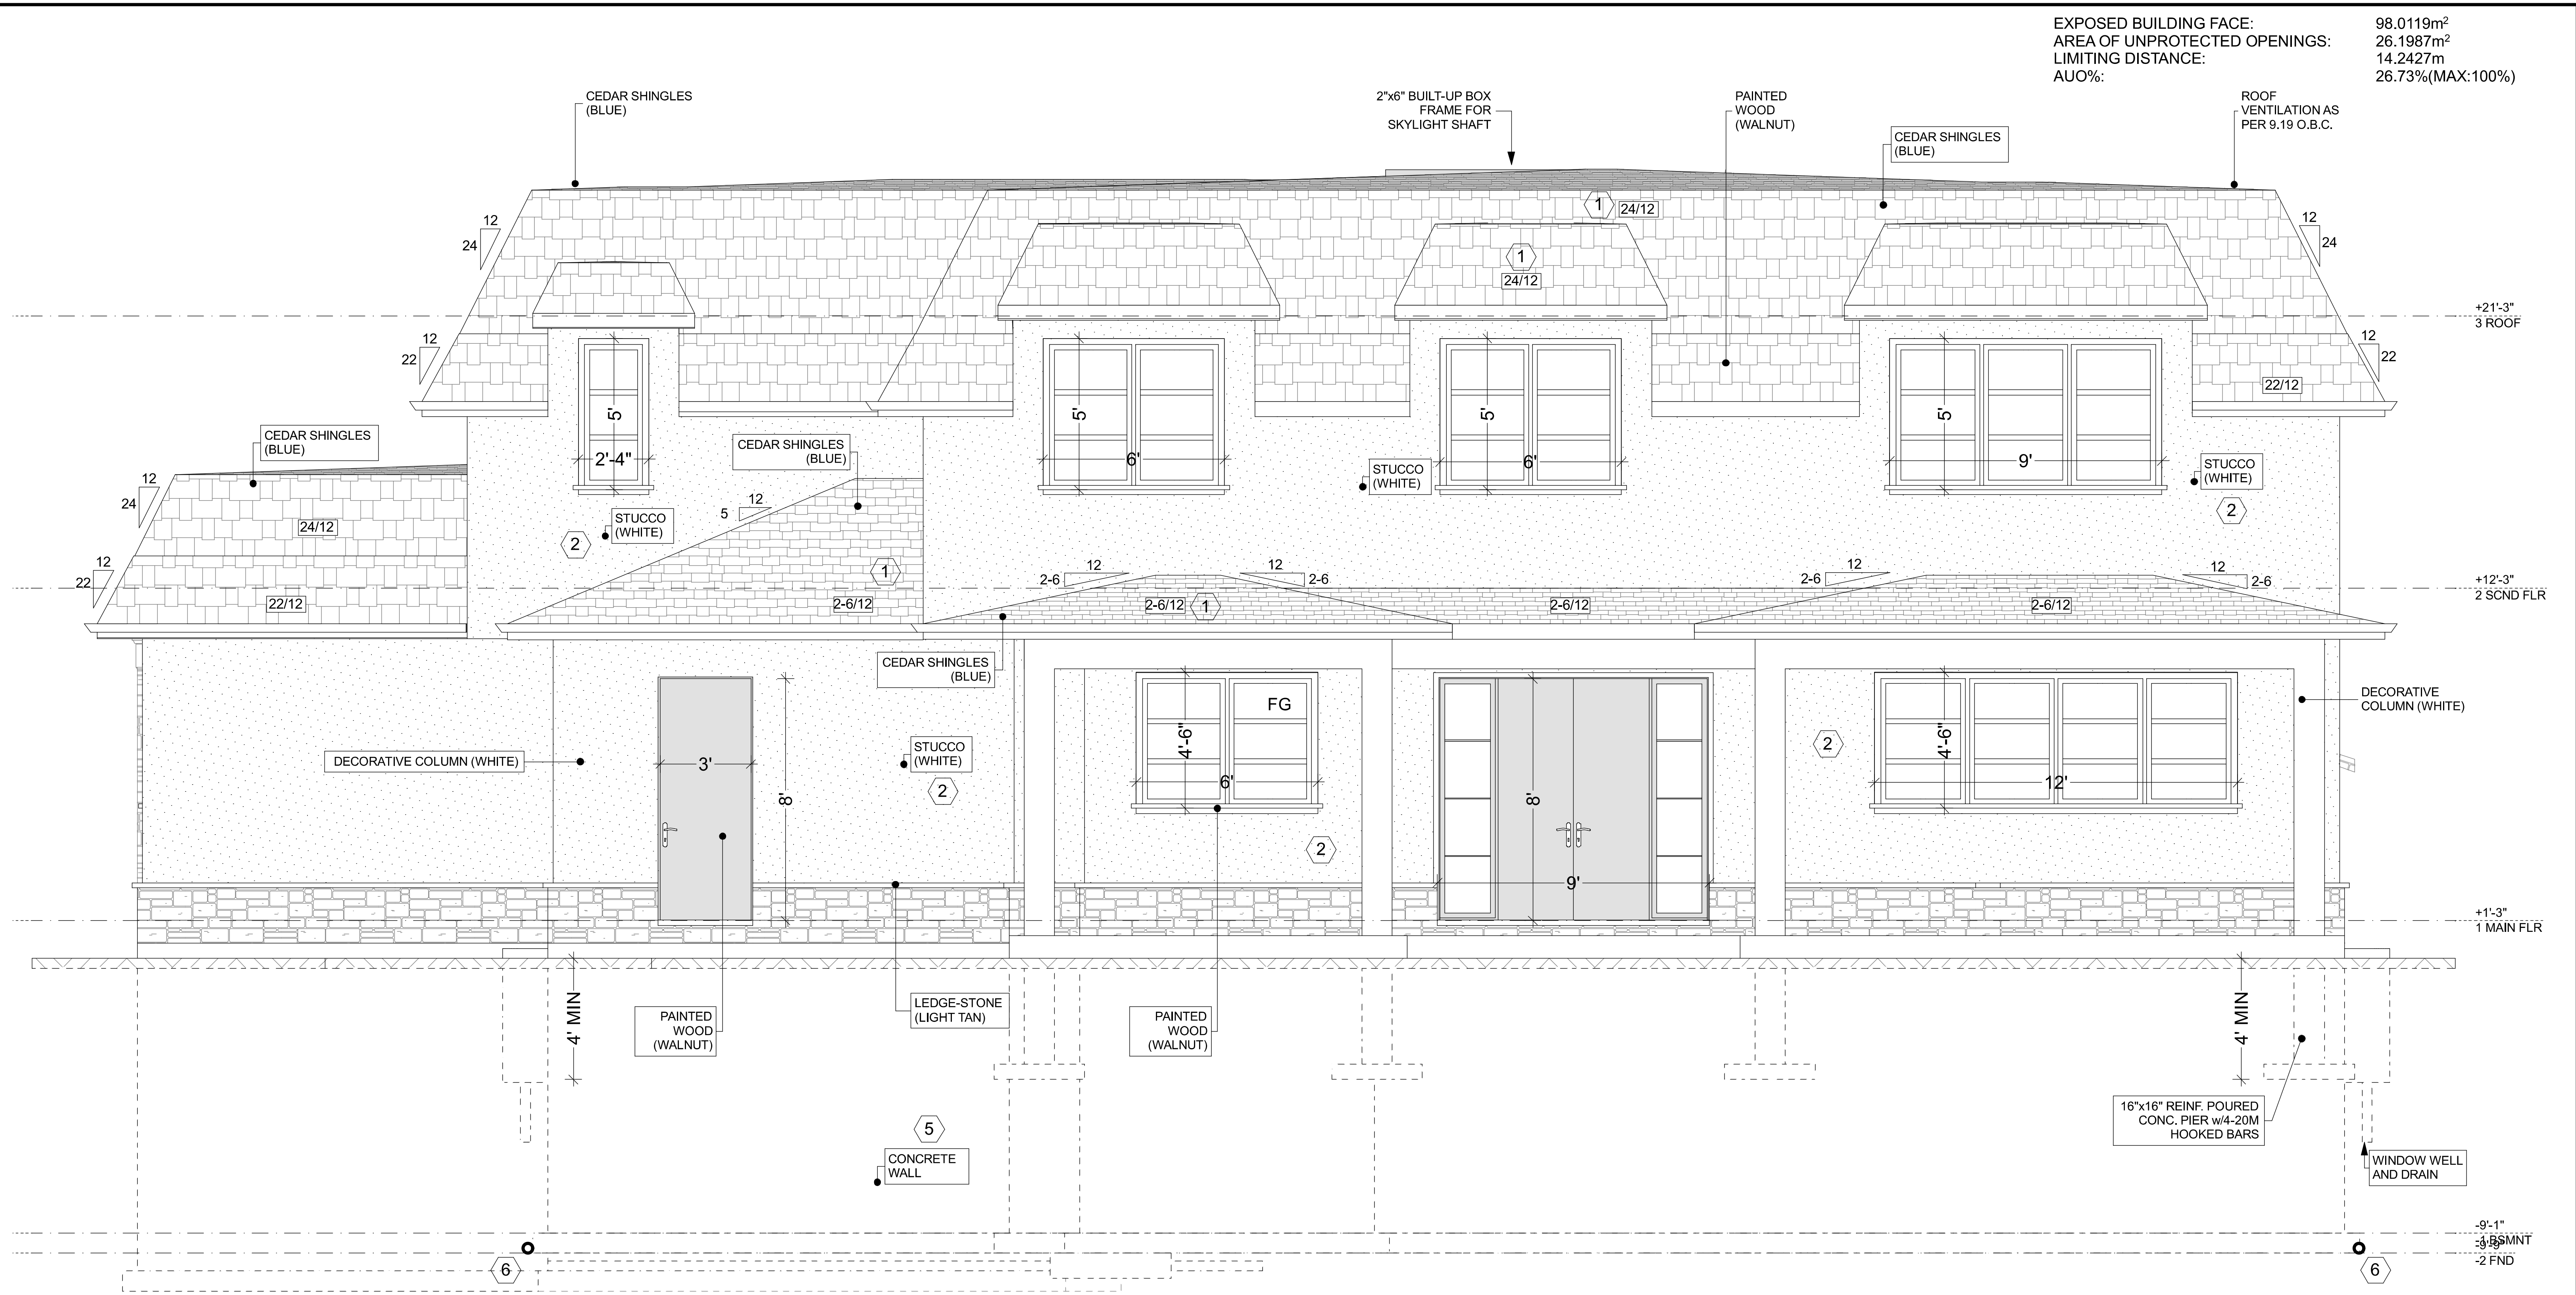 EXPOSED BUILDING FACE: 98.0119m²
AREA OF UNPROTECTED OPENINGS: 26.1987m²
LIMITING DISTANCE: 14.2427m
AUO%: 26.73%(MAX:100%)
CEDAR SHINGLES
(BLUE)
2"x6" BUILT-UP BOX
FRAME FOR
SKYLIGHT SHAFT
PAINTED
WOOD
(WALNUT)
CEDAR SHINGLES
(BLUE)
ROOF
VENTILATION AS
PER 9.19 O.B.C.
12
24
1
24/12
12
24
1
24/12
+21'-3"
3 ROOF
12
22
12
22
22/12
5'
2'-4"
5'
6'
5'
6'
5'
9'
CEDAR SHINGLES
(BLUE)
CEDAR SHINGLES
(BLUE)
STUCCO
(WHITE)
STUCCO
(WHITE)
12
24
24/12
12
5
STUCCO
(WHITE)
2
2
12
22
22/12
1
2-6/12
12
2-6
12
2-6
12
2-6
12
2-6
2-6/12
1
2-6/12
2-6/12
+12'-3"
2 SCND FLR
CEDAR SHINGLES
(BLUE)
DECORATIVE
COLUMN (WHITE)
FG
4'-6"
6'
4'-6"
12'
DECORATIVE COLUMN (WHITE)
3'
8'
STUCCO
(WHITE)
2
2
2
8'
9'
+1'-3"
1 MAIN FLR
4' MIN
PAINTED
WOOD
(WALNUT)
LEDGE-STONE
(LIGHT TAN)
PAINTED
WOOD
(WALNUT)
4' MIN
16"x16" REINF. POURED
CONC. PIER w/4-20M
HOOKED BARS
5
CONCRETE
WALL
WINDOW WELL
AND DRAIN
-9'-1"
-1 BSMNT
-9'-9"
-2 FND
6
6